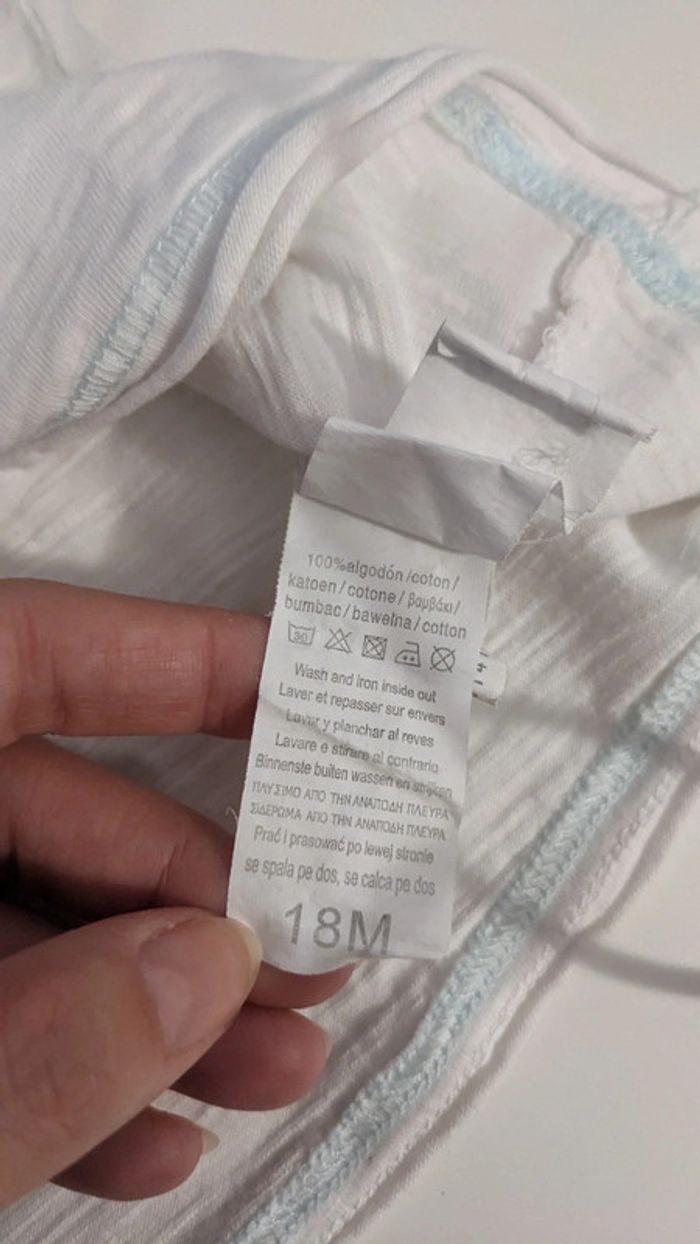 100%algodón/coton/
katoen/cotone/βαμβάκι/
bumbac/bawełna/cotton
30
Wash and iron inside out
Laver et repasser sur envers
Lavar y planchar al reves
Lavare e stirare al contrario
Binnenste buiten wassen en strijken
ΠΛΥΣΙΜΟ ΑΠΟ ΤΗΝ ΑΝΑΠΟΔΗ ΠΛΕΥΡΑ
ΣΙΔΕΡΩΜΑ ΑΠΟ ΤΗΝ ΑΝΑΠΟΔΗ ΠΛΕΥΡΑ
Prać i prasować po lewej stronie
se spala pe dos, se calca pe dos
18M